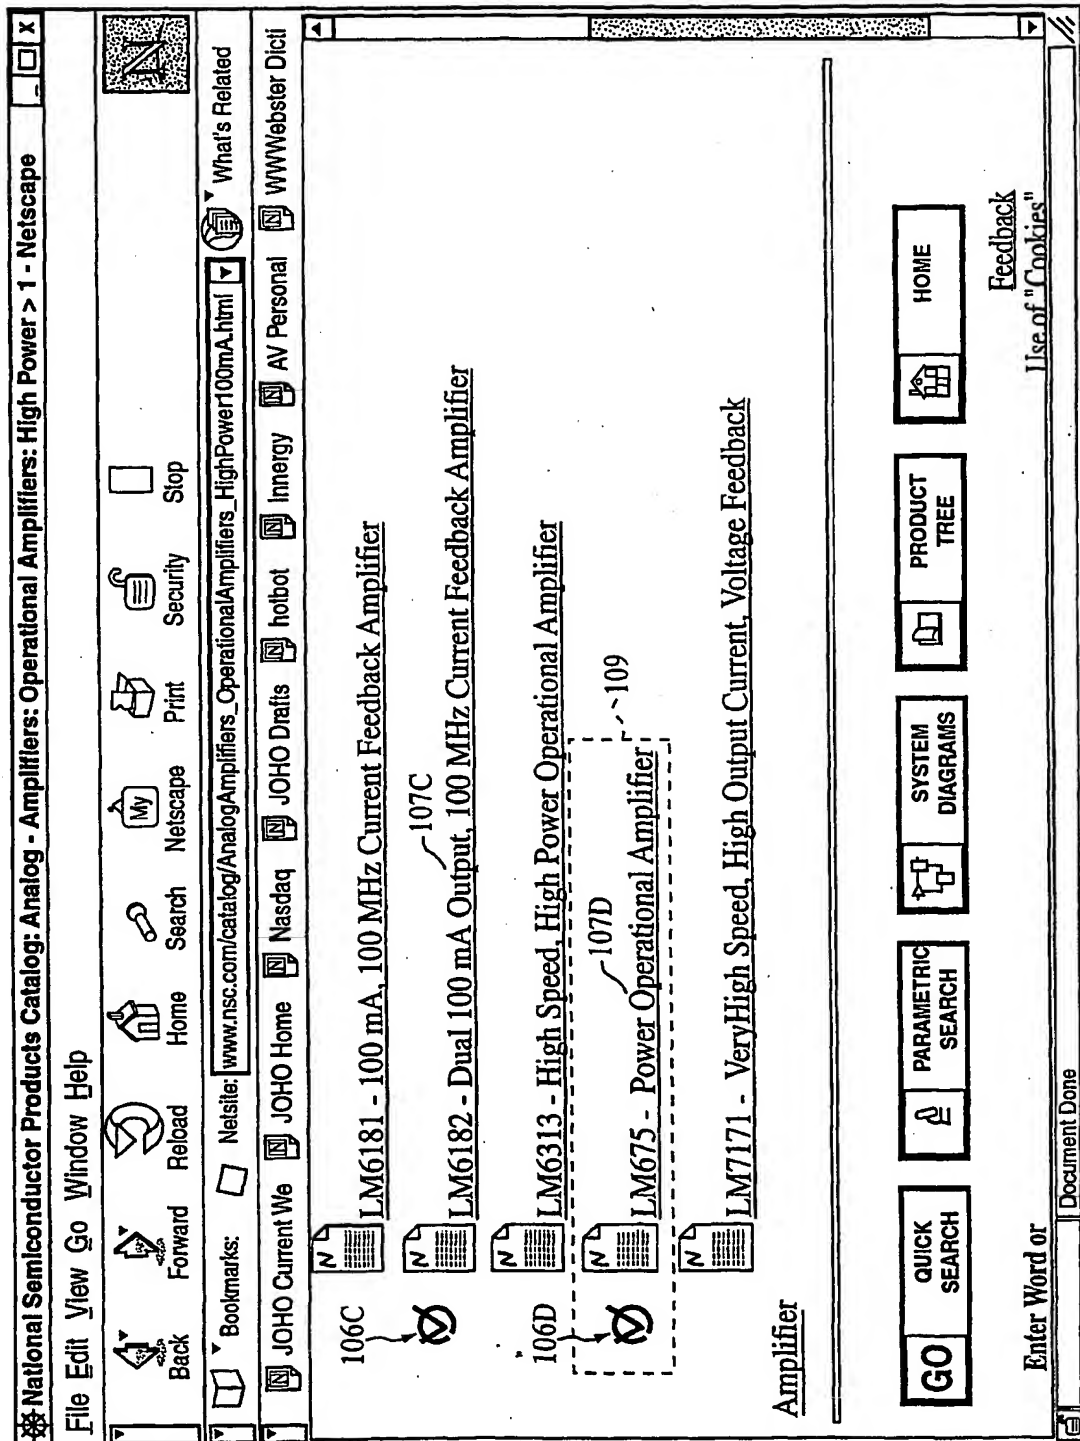 National Semiconductor Products Catalog: Analog - Amplifiers: Operational Amplifiers: High Power > 1 - Netscape
File Edit View Go Window Help
Back Forward Reload Home Search Netscape Print Security Stop
My
N
Bookmarks: Netsite: www.nsc.com/catalog/AnalogAmplifiers_OperationalAmplifiers_HighPower100mA.html What's Related
JOHO Current We JOHO Home Nasdaq JOHO Drafts hotbot Innergy AV Personal WWWebster Dicti
LM6181 - 100 mA, 100 MHz Current Feedback Amplifier
106C
107C
LM6182 - Dual 100 mA Output, 100 MHz Current Feedback Amplifier
LM6313 - High Speed, High Power Operational Amplifier
106D
107D
109
LM675 - Power Operational Amplifier
LM7171 - VeryHigh Speed, High Output Current, Voltage Feedback
Amplifier
GO QUICK SEARCH
PARAMETRIC SEARCH
SYSTEM DIAGRAMS
PRODUCT TREE
HOME
Feedback
Enter Word or
Use of "Cookies"
Document Done